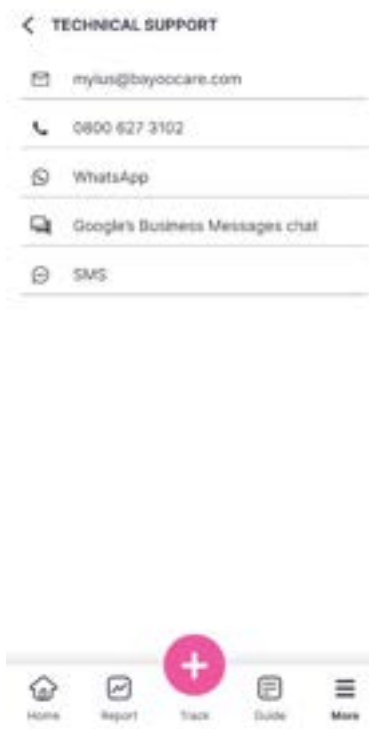 TECHNICAL SUPPORT
mylus@bayoocare.com
0800 627 3102
WhatsApp
Google's Business Messages chat
SMS
Home
Report
Track
Guide
More